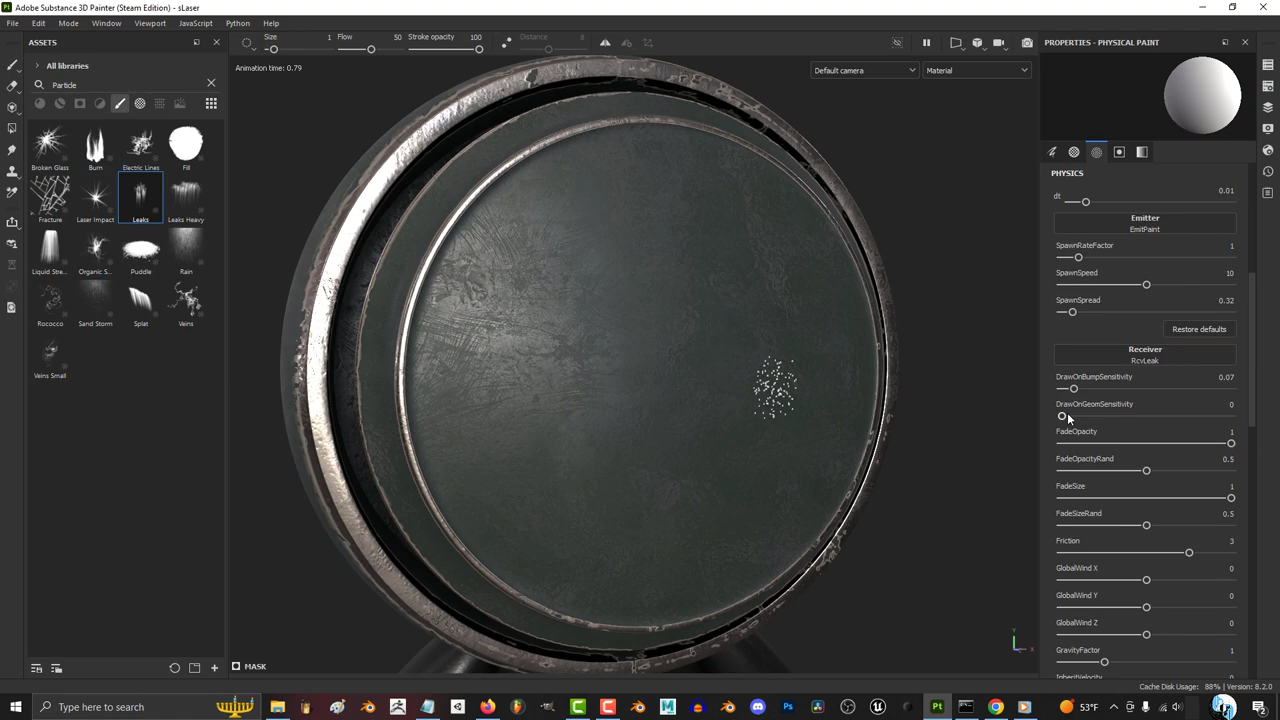 Pt Adobe Substance 3D Painter (Steam Edition) - sLaser
File Edit Mode Window Viewport JavaScript Python Help
ASSETS
All libraries
Particle
Broken Glass Burn Electric Lines Fill
Fracture Laser Impact Leaks Leaks Heavy
Liquid Stre... Organic S... Puddle Rain
Rococco Sand Storm Splat Veins
Veins Small
Size 1 Flow 50 Stroke opacity 100 Distance 8
Animation time: 0.79
Default camera Material
Y
X
MASK
PROPERTIES - PHYSICAL PAINT
PHYSICS
dt 0.01
Emitter
EmitPaint
SpawnRateFactor 1
SpawnSpeed 10
SpawnSpread 0.32
Restore defaults
Receiver
RcvLeak
DrawOnBumpSensitivity 0.07
DrawOnGeomSensitivity 0
FadeOpacity 1
FadeOpacityRand 0.5
FadeSize 1
FadeSizeRand 0.5
Friction 3
GlobalWind X 0
GlobalWind Y 0
GlobalWind Z 0
GravityFactor 1
InheritVelocity
Cache Disk Usage: 88% | Version: 8.2.0
Type here to search
Ps
Pt
53°F